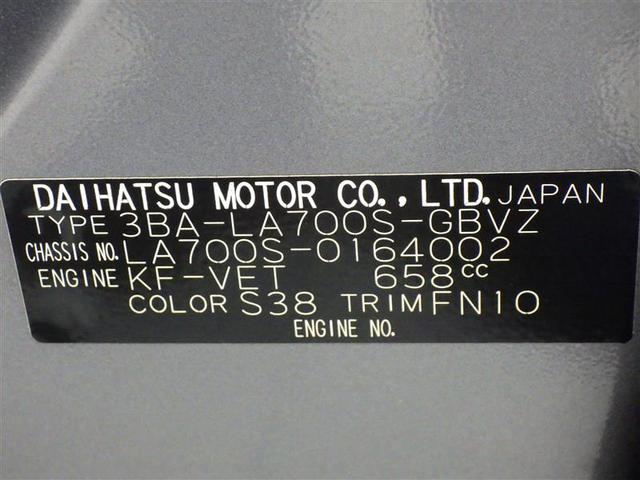 DAIHATSU MOTOR CO.,LTD. JAPAN
TYPE 3BA-LA700S-GBVZ
CHASSIS NO. LA700S-0164002
ENGINE KF-VET 658cc
COLOR S38 TRIM FN10
ENGINE NO.